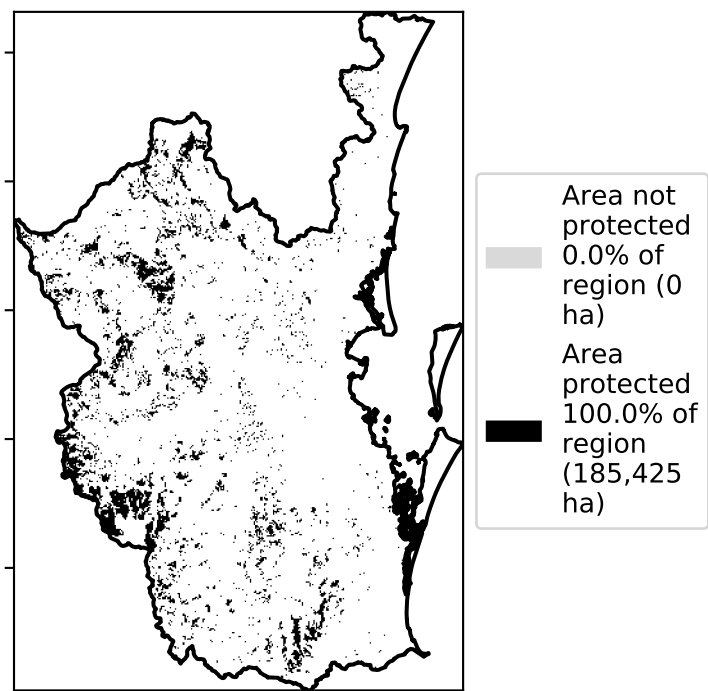 Area not
protected
0.0% of
region (0
ha)
Area
protected
100.0% of
region
(185,425
ha)